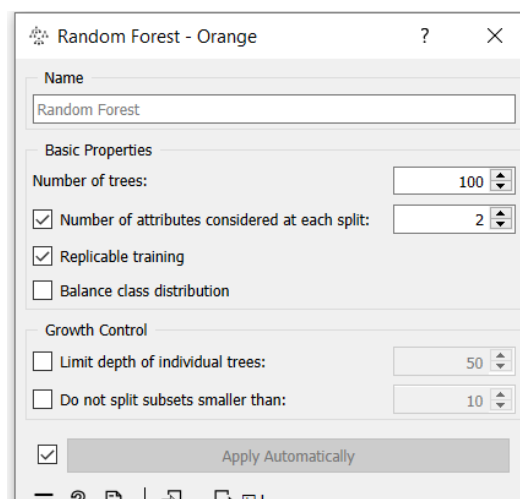 Random Forest - Orange ?
Name
Random Forest
Basic Properties
Number of trees: 100
Number of attributes considered at each split: 2
Replicable training
Balance class distribution
Growth Control
Limit depth of individual trees: 50
Do not split subsets smaller than: 10
Apply Automatically